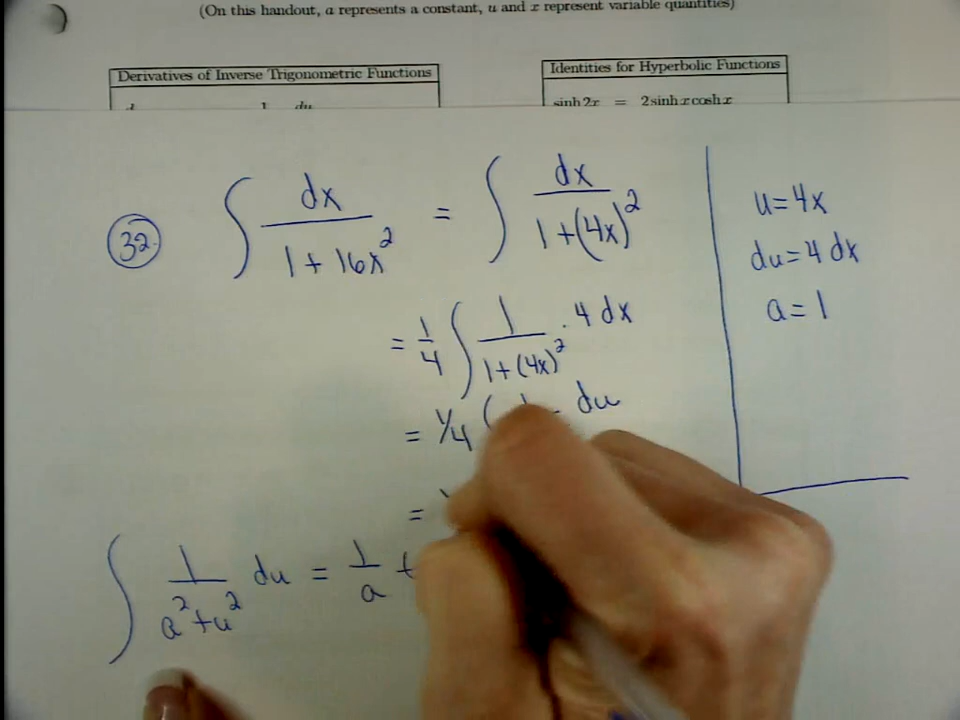 (On this handout, a represents a constant, u and x represent variable quantities)
Derivatives of Inverse Trigonometric Functions
Identities for Hyperbolic Functions
sinh 2x = 2 sinh x cosh x
32. ∫ dx / (1 + 16x²) = ∫ dx / (1 + (4x)²)
u = 4x
du = 4 dx
a = 1
= 1/4 ∫ 1 / (1 + (4x)²) · 4 dx
= 1/4 du
=
∫ 1 / (a² + u²) du = 1/a